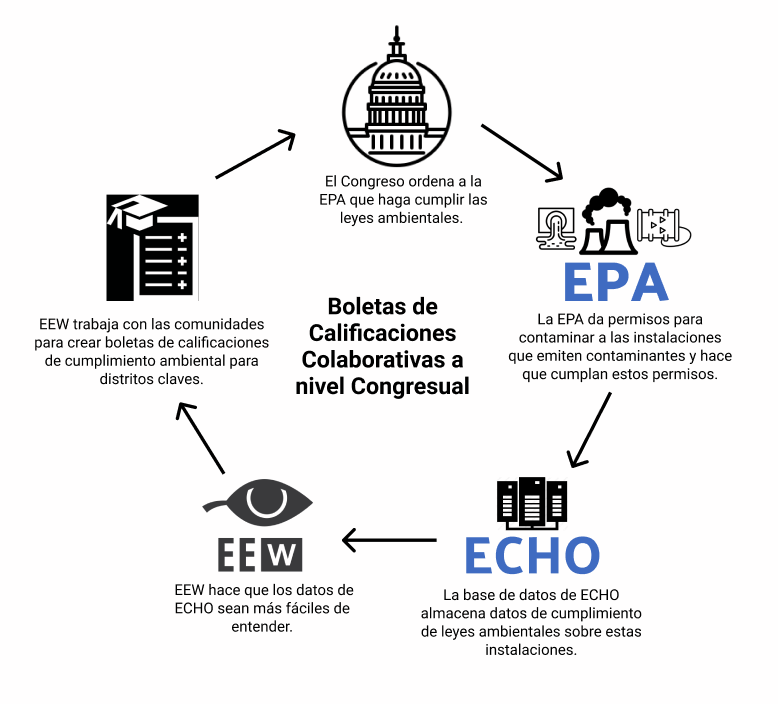 El Congreso ordena a la
EPA que haga cumplir las
leyes ambientales.
EPA
La EPA da permisos para
contaminar a las instalaciones
que emiten contaminantes y hace
que cumplan estos permisos.
Boletas de
Calificaciones
Colaborativas a
nivel Congresual
EEW trabaja con las comunidades
para crear boletas de calificaciones
de cumplimiento ambiental para
distritos claves.
ECHO
La base de datos de ECHO
almacena datos de cumplimiento
de leyes ambientales sobre estas
instalaciones.
EEW
EEW hace que los datos de
ECHO sean más fáciles de
entender.